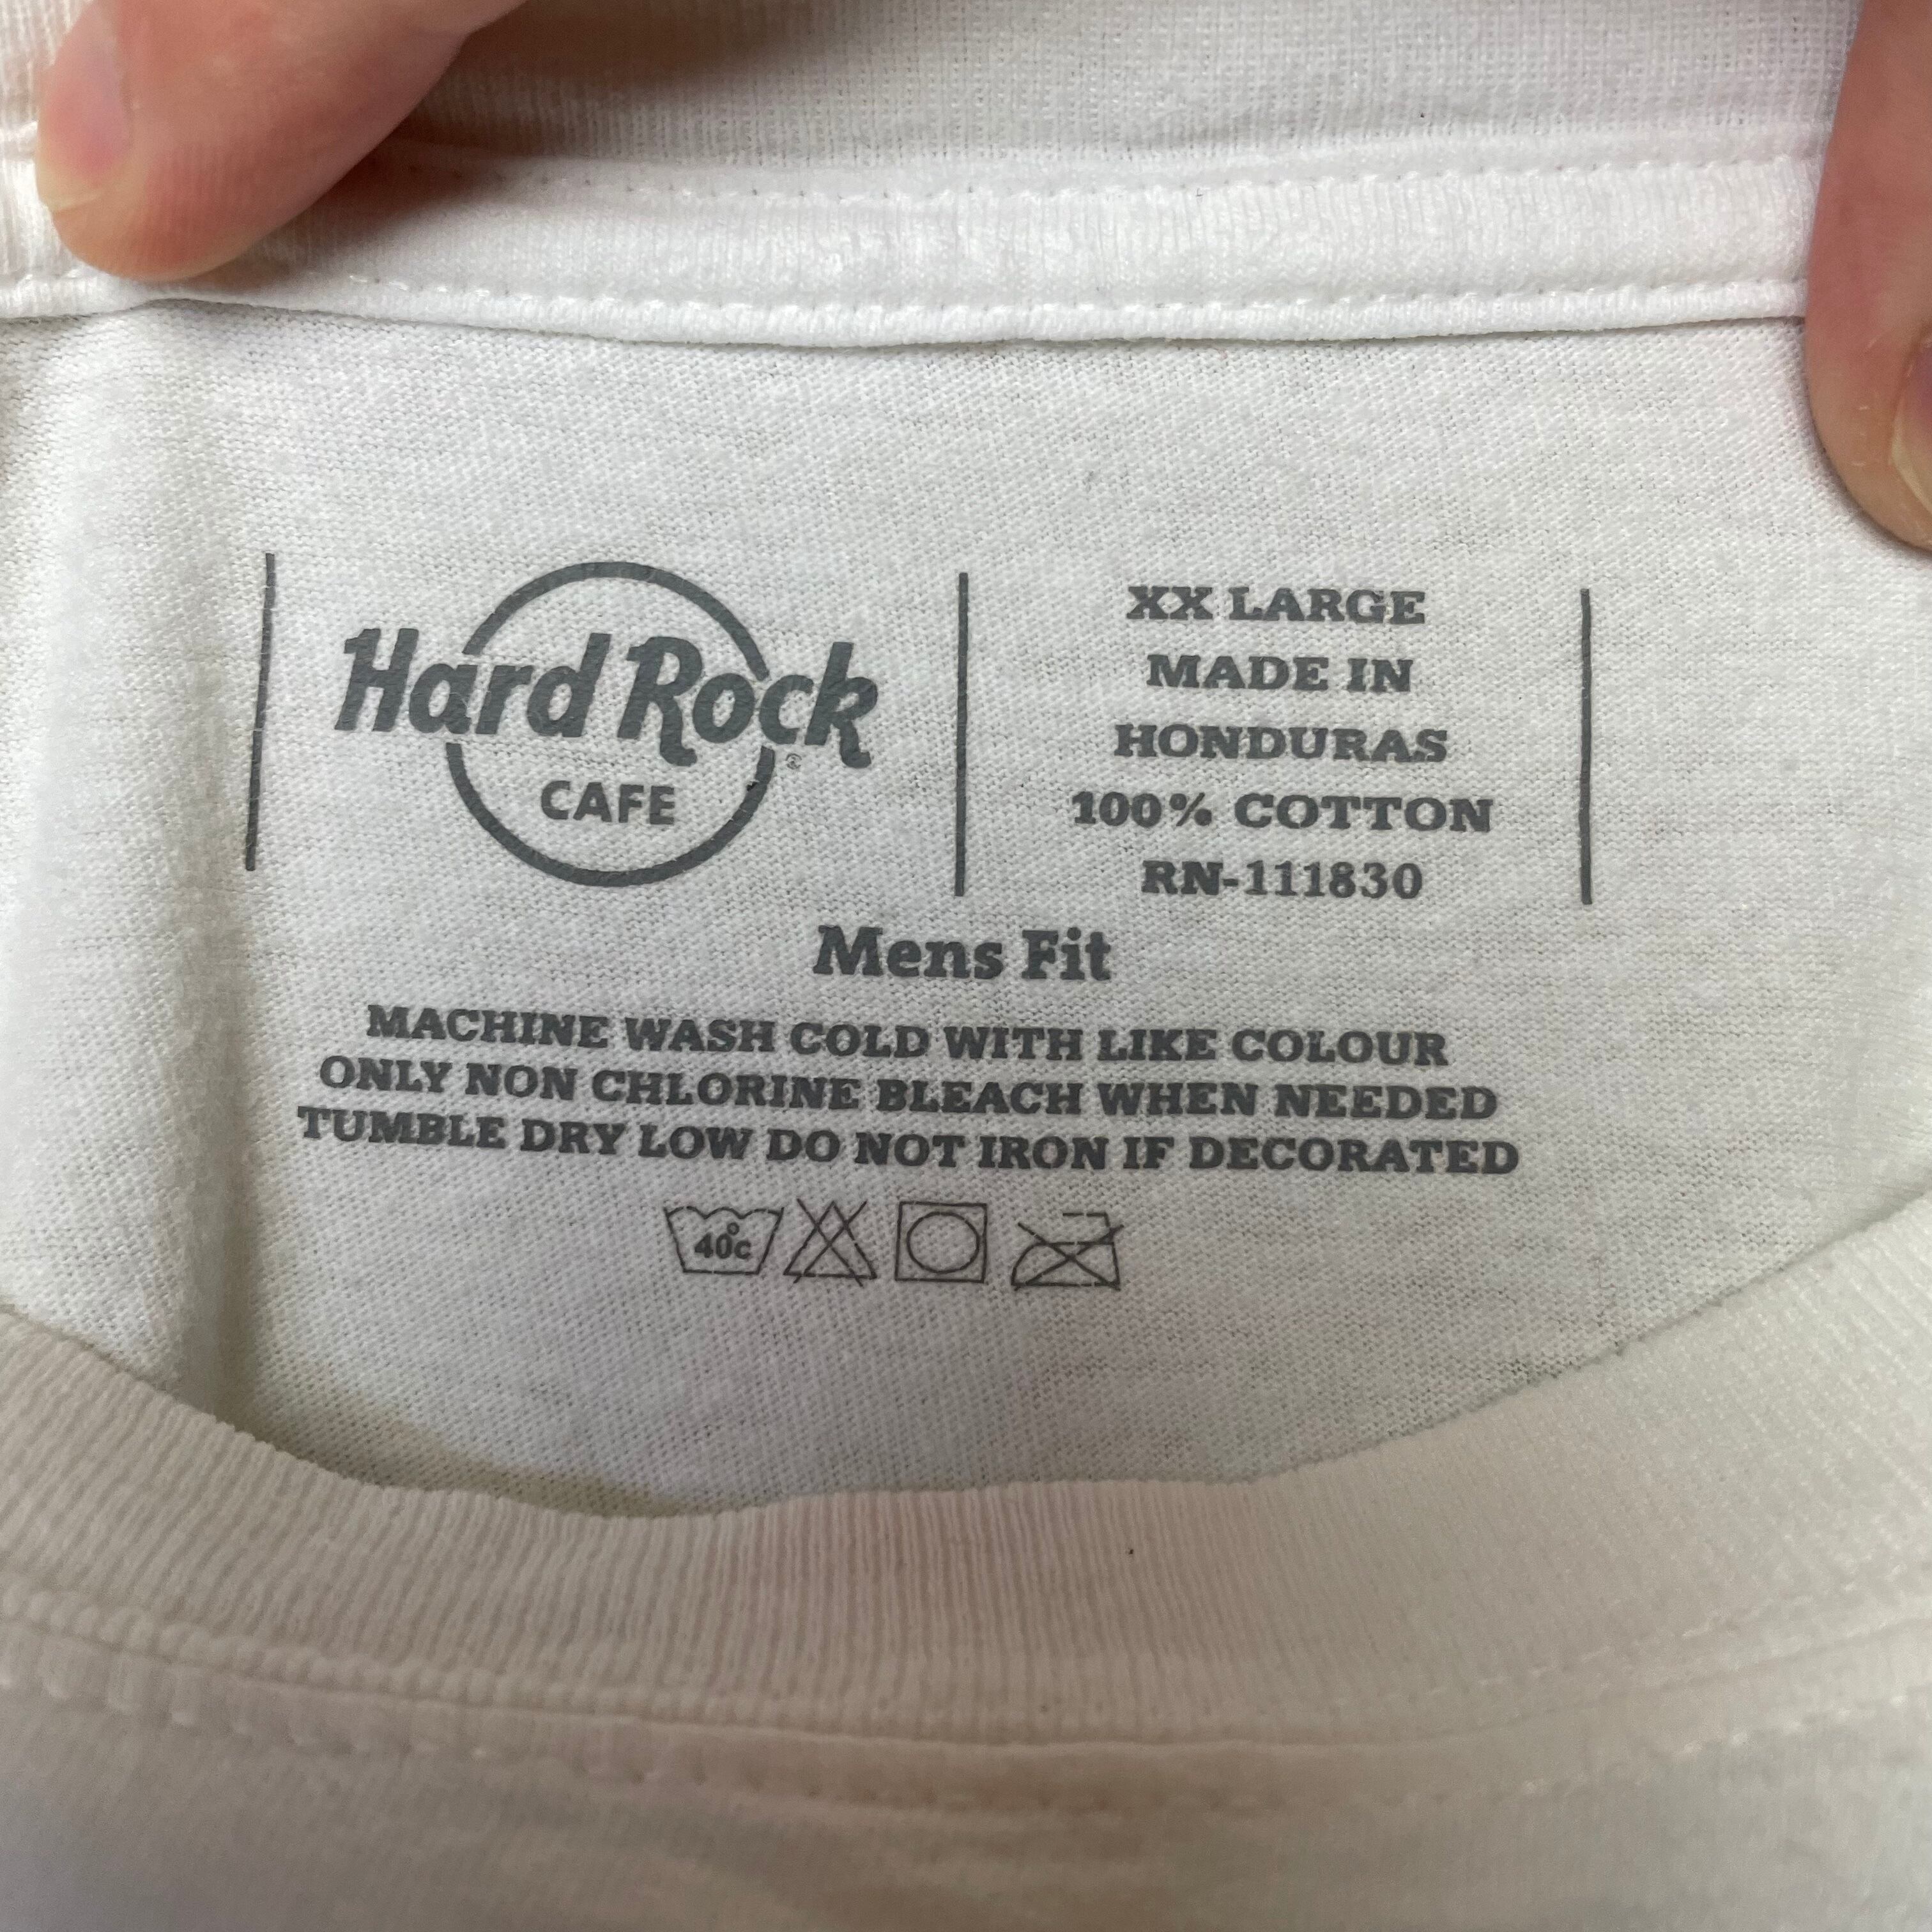 Hard Rock
®
CAFE
XX LARGE
MADE IN
HONDURAS
100% COTTON
RN-111830
Mens Fit
MACHINE WASH COLD WITH LIKE COLOUR
ONLY NON CHLORINE BLEACH WHEN NEEDED
TUMBLE DRY LOW DO NOT IRON IF DECORATED
40°c